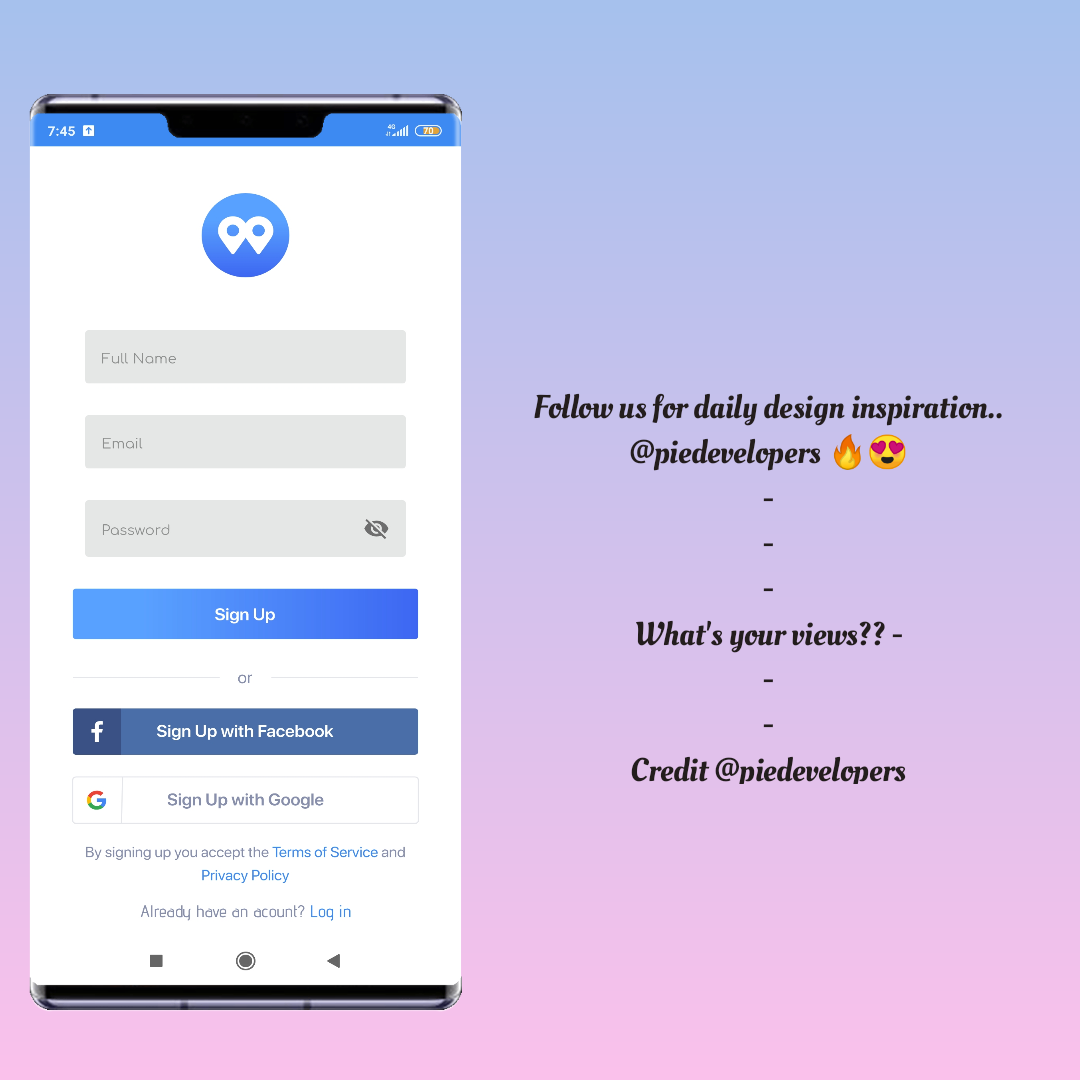 7:45
4G
70
Full Name
Email
Password
Sign Up
or
f
Sign Up with Facebook
G
Sign Up with Google
By signing up you accept the Terms of Service and
Privacy Policy
Already have an acount? Log in
Follow us for daily design inspiration..
@piedevelopers 🔥😍
-
-
-
What's your views?? -
-
-
Credit @piedevelopers